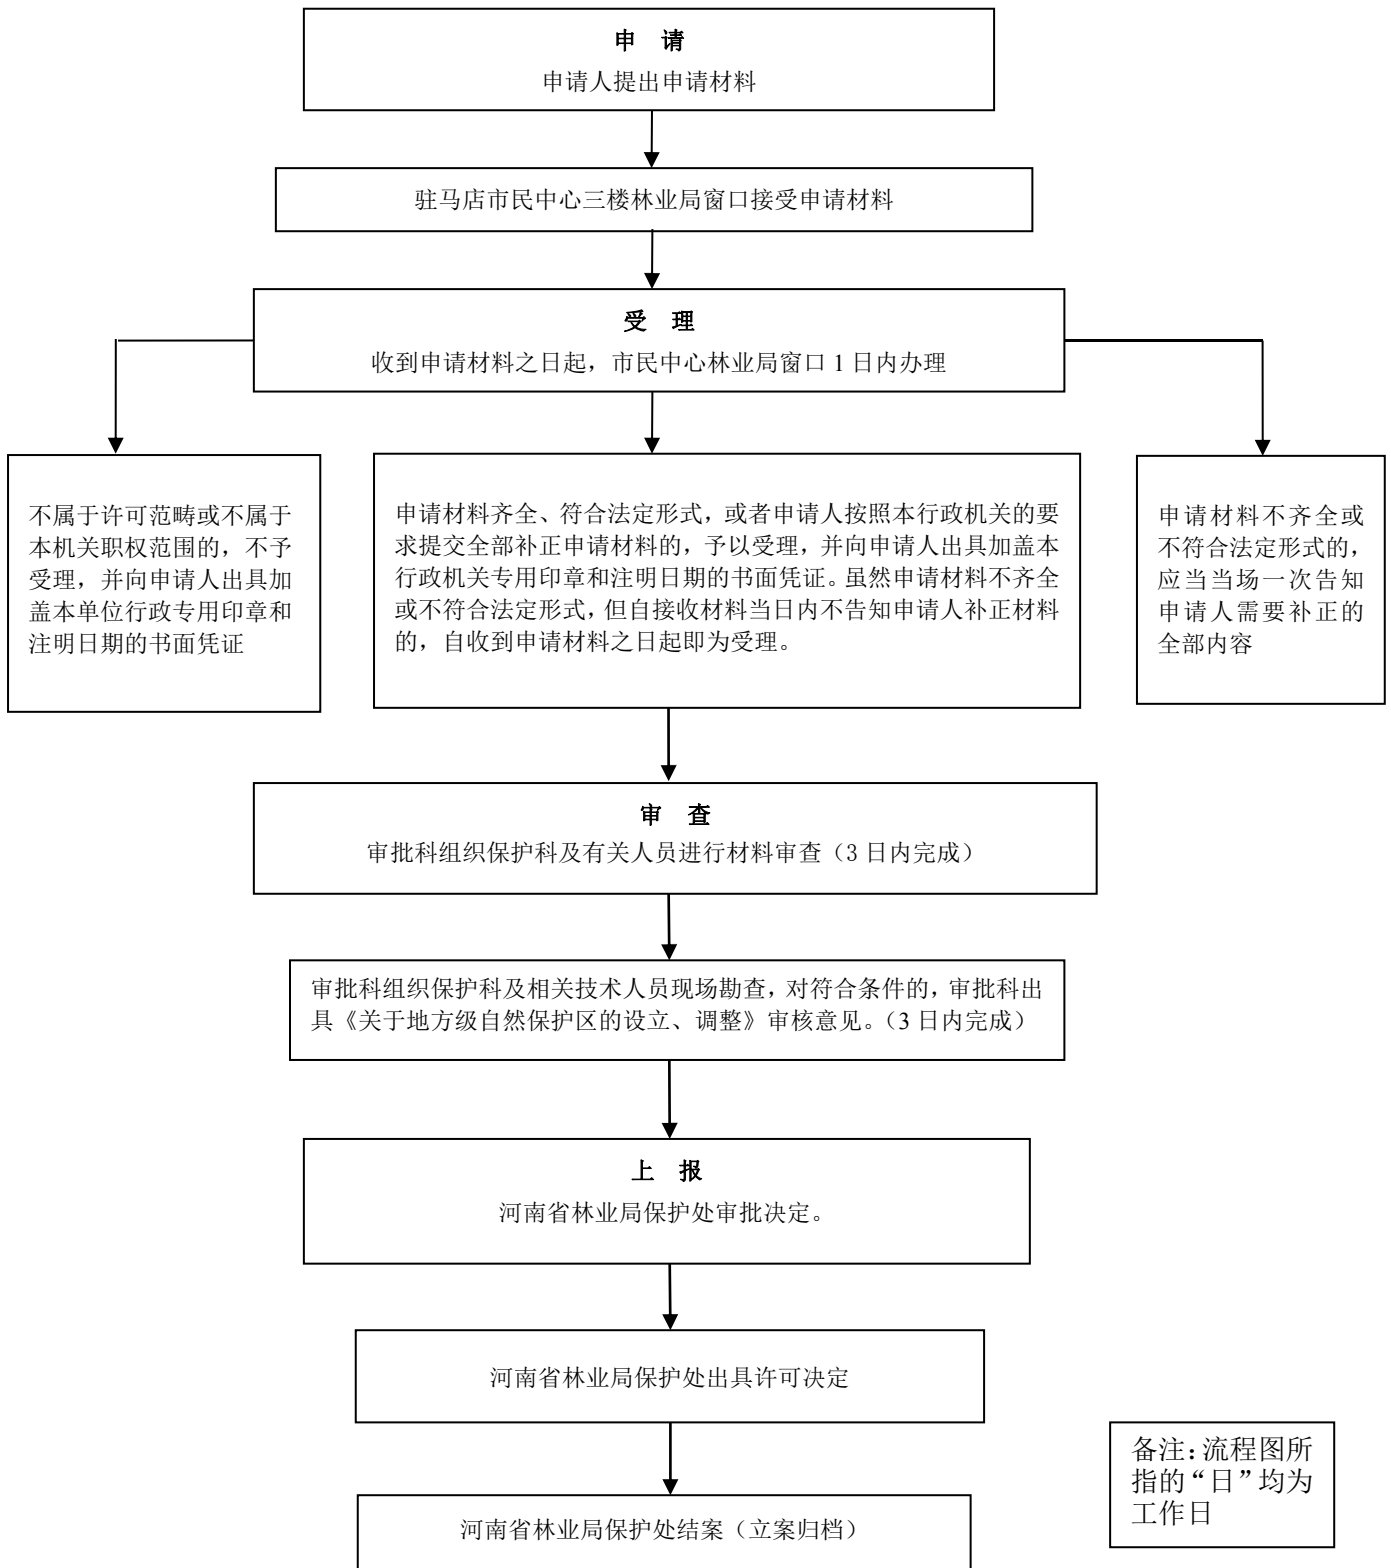 申 请
申请人提出申请材料
驻马店市民中心三楼林业局窗口接受申请材料
受 理
收到申请材料之日起，市民中心林业局窗口 1 日内办理
不属于许可范畴或不属于
本机关职权范围的，不予
受理，并向申请人出具加
盖本单位行政专用印章和
注明日期的书面凭证
申请材料齐全、符合法定形式，或者申请人按照本行政机关的要
求提交全部补正申请材料的，予以受理，并向申请人出具加盖本
行政机关专用印章和注明日期的书面凭证。虽然申请材料不齐全
或不符合法定形式，但自接收材料当日内不告知申请人补正材料
的，自收到申请材料之日起即为受理。
申请材料不齐全或
不符合法定形式的，
应当当场一次告知
申请人需要补正的
全部内容
审 查
审批科组织保护科及有关人员进行材料审查（3 日内完成）
审批科组织保护科及相关技术人员现场勘查，对符合条件的，审批科出
具《关于地方级自然保护区的设立、调整》审核意见。（3 日内完成）
上 报
河南省林业局保护处审批决定。
河南省林业局保护处出具许可决定
河南省林业局保护处结案（立案归档）
备注：流程图所
指的“日”均为
工作日